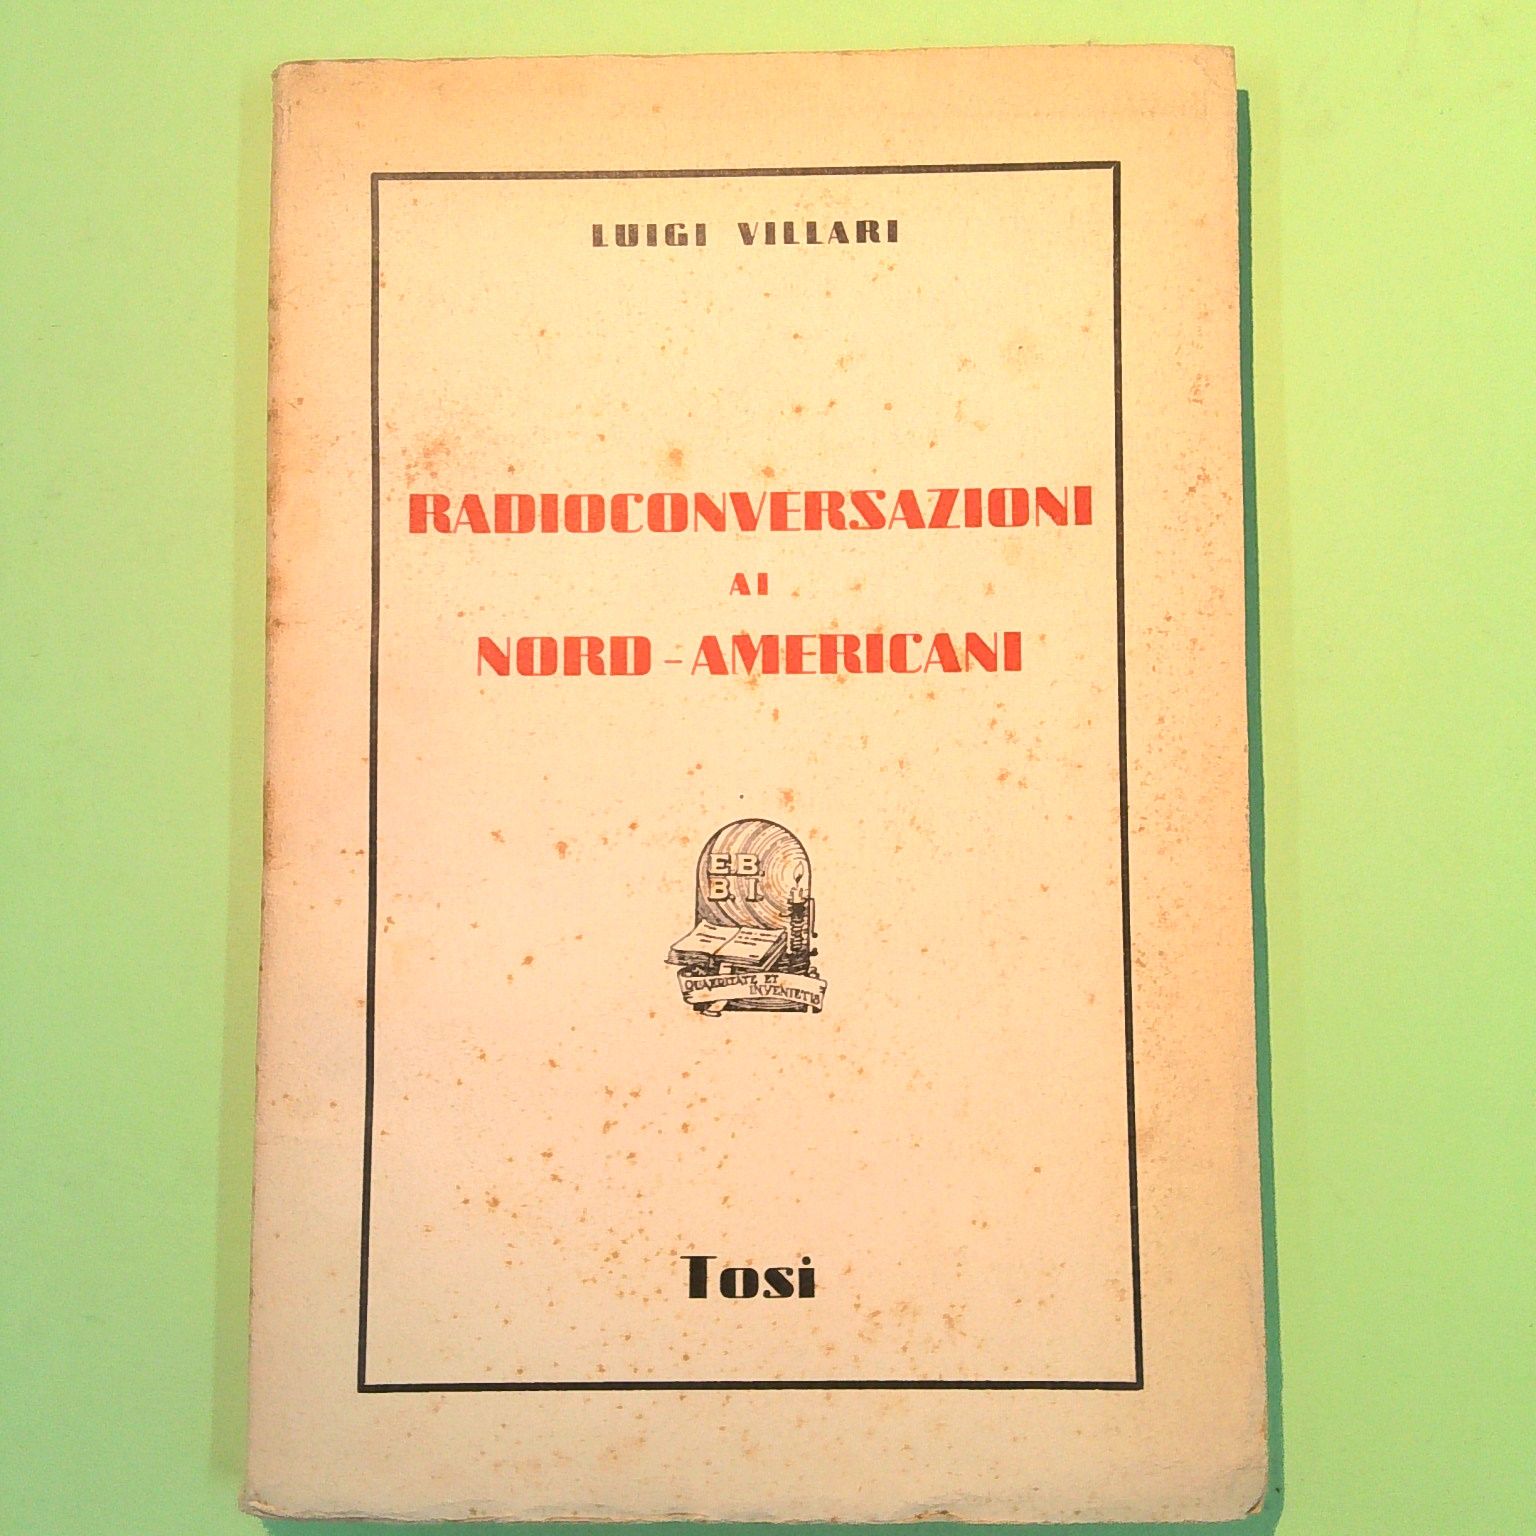 LUIGI VILLARI
RADIOCONVERSAZIONI
AI
NORD-AMERICANI
E.B.
B. I.
QUAERITATE ET
INVENIETIS
Tosi